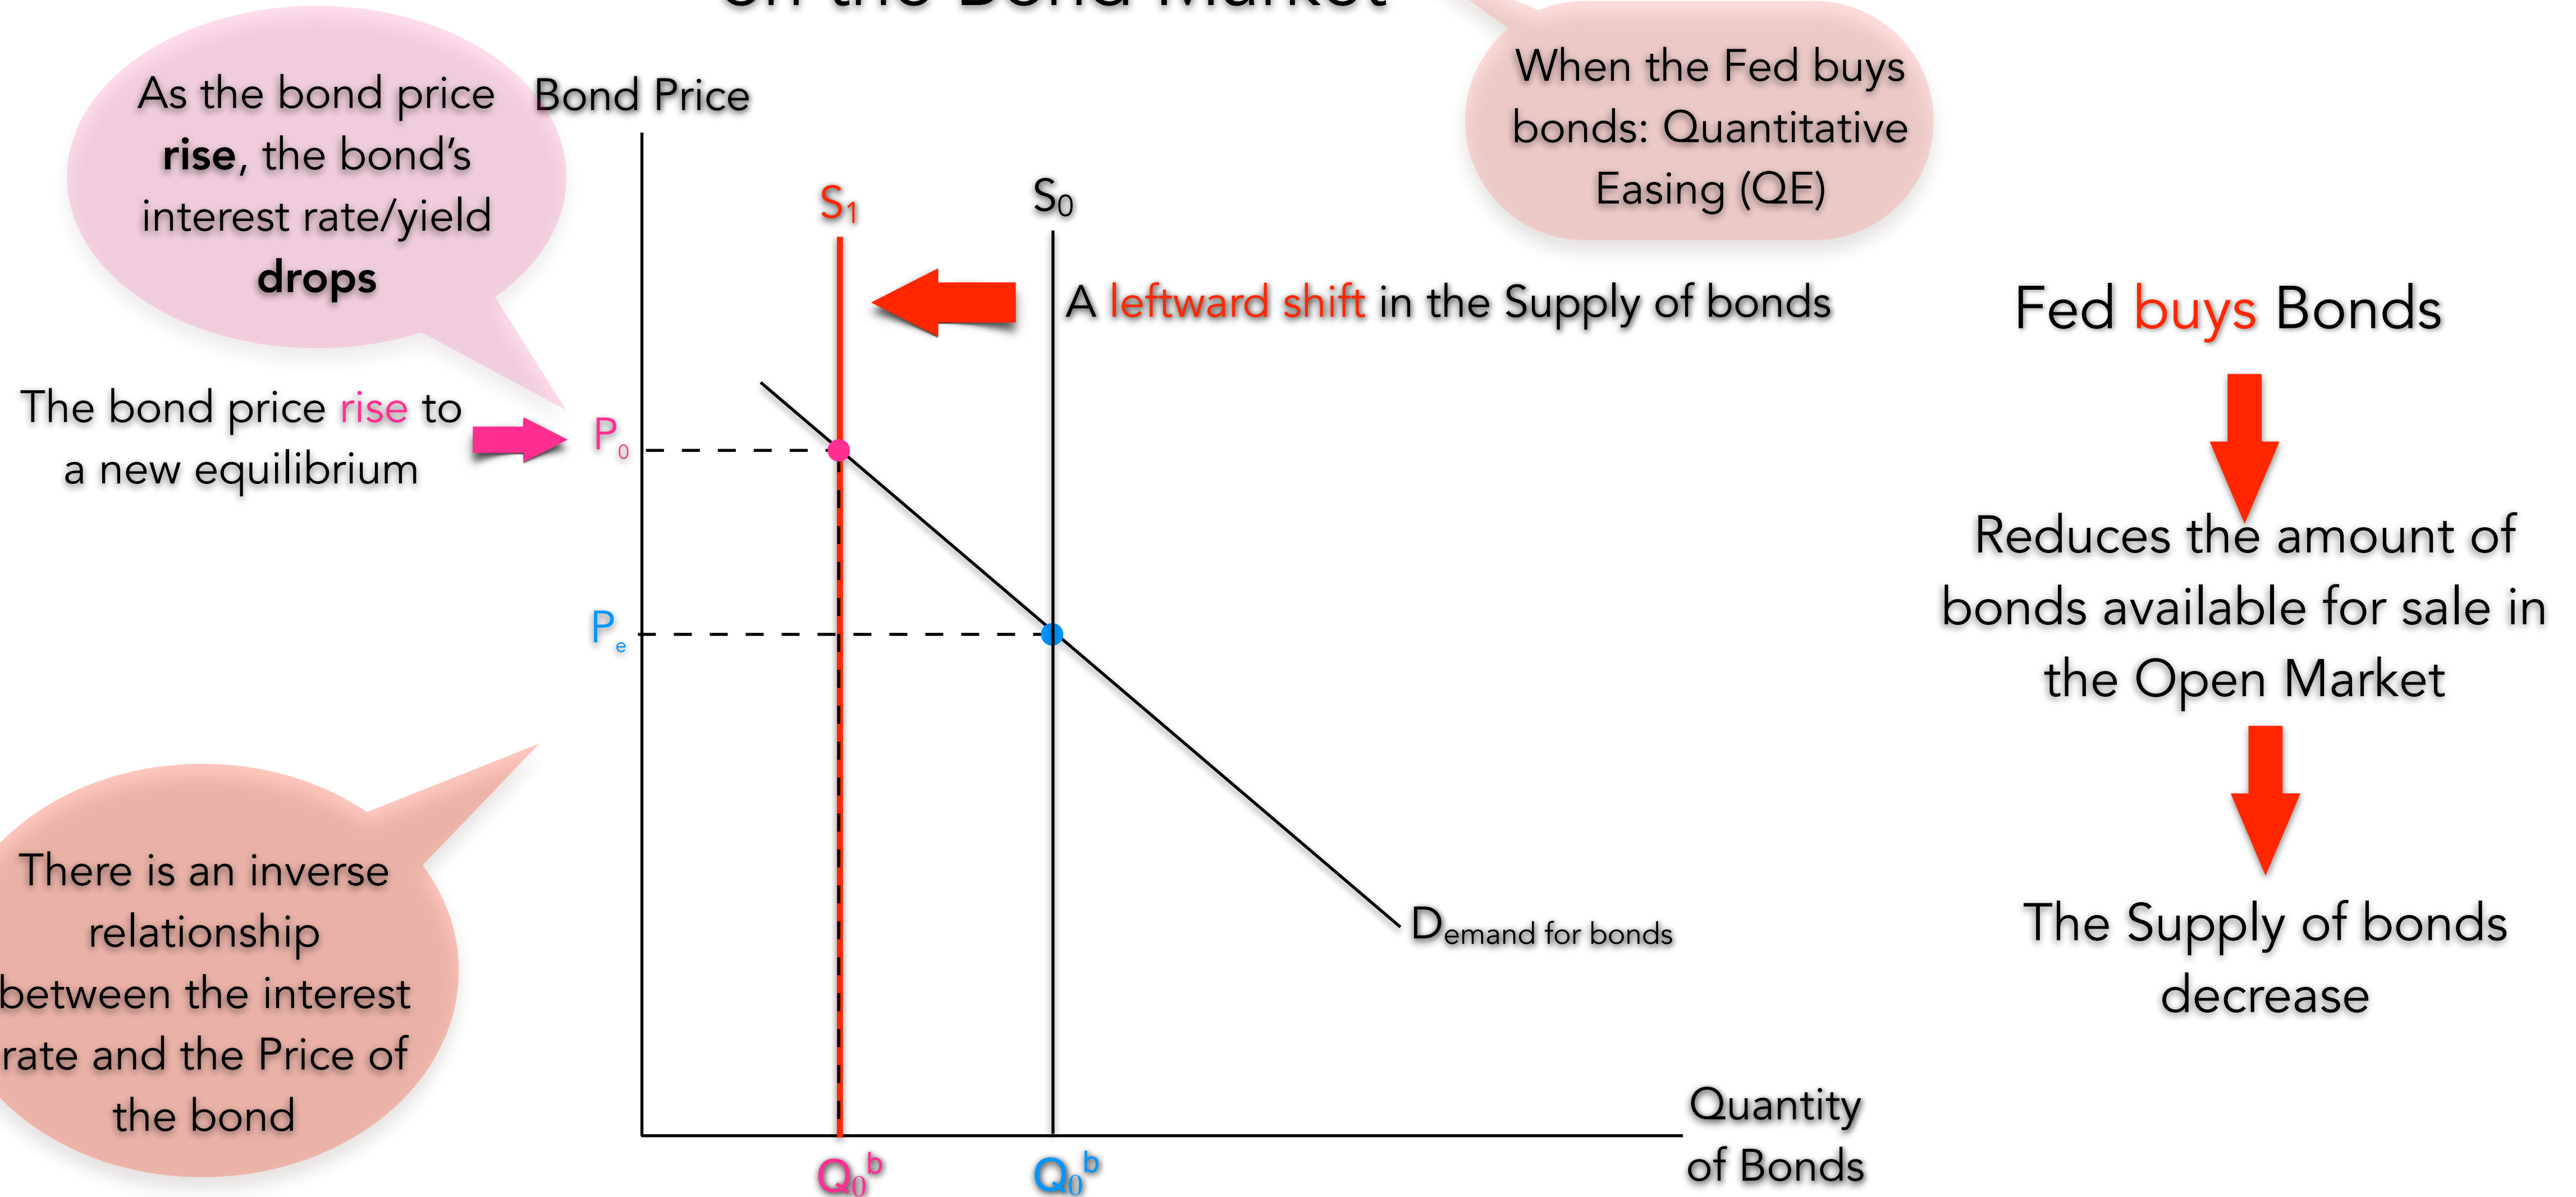 on the Bond Market
As the bond price
rise, the bond’s
interest rate/yield
drops
Bond Price
When the Fed buys
bonds: Quantitative
Easing (QE)
S₁
S₀
A leftward shift in the Supply of bonds
Fed buys Bonds
The bond price rise to
a new equilibrium
P₀
Reduces the amount of
bonds available for sale in
the Open Market
Pₑ
There is an inverse
relationship
between the interest
rate and the Price of
the bond
Demand for bonds
The Supply of bonds
decrease
Quantity
of Bonds
Q₀ᵇ
Q₀ᵇ